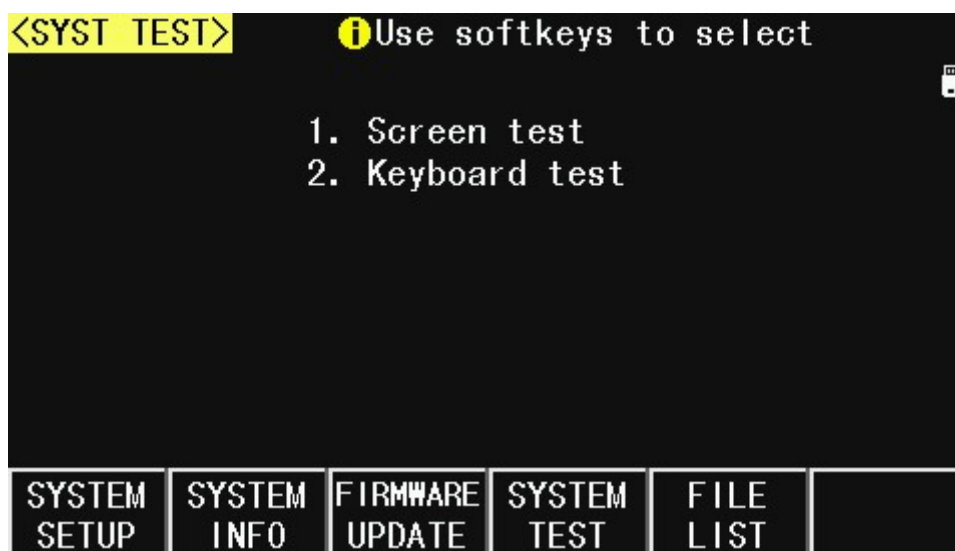 <SYST TEST> Use softkeys to select
1. Screen test
2. Keyboard test
SYSTEM SETUP
SYSTEM INFO
FIRMWARE UPDATE
SYSTEM TEST
FILE LIST